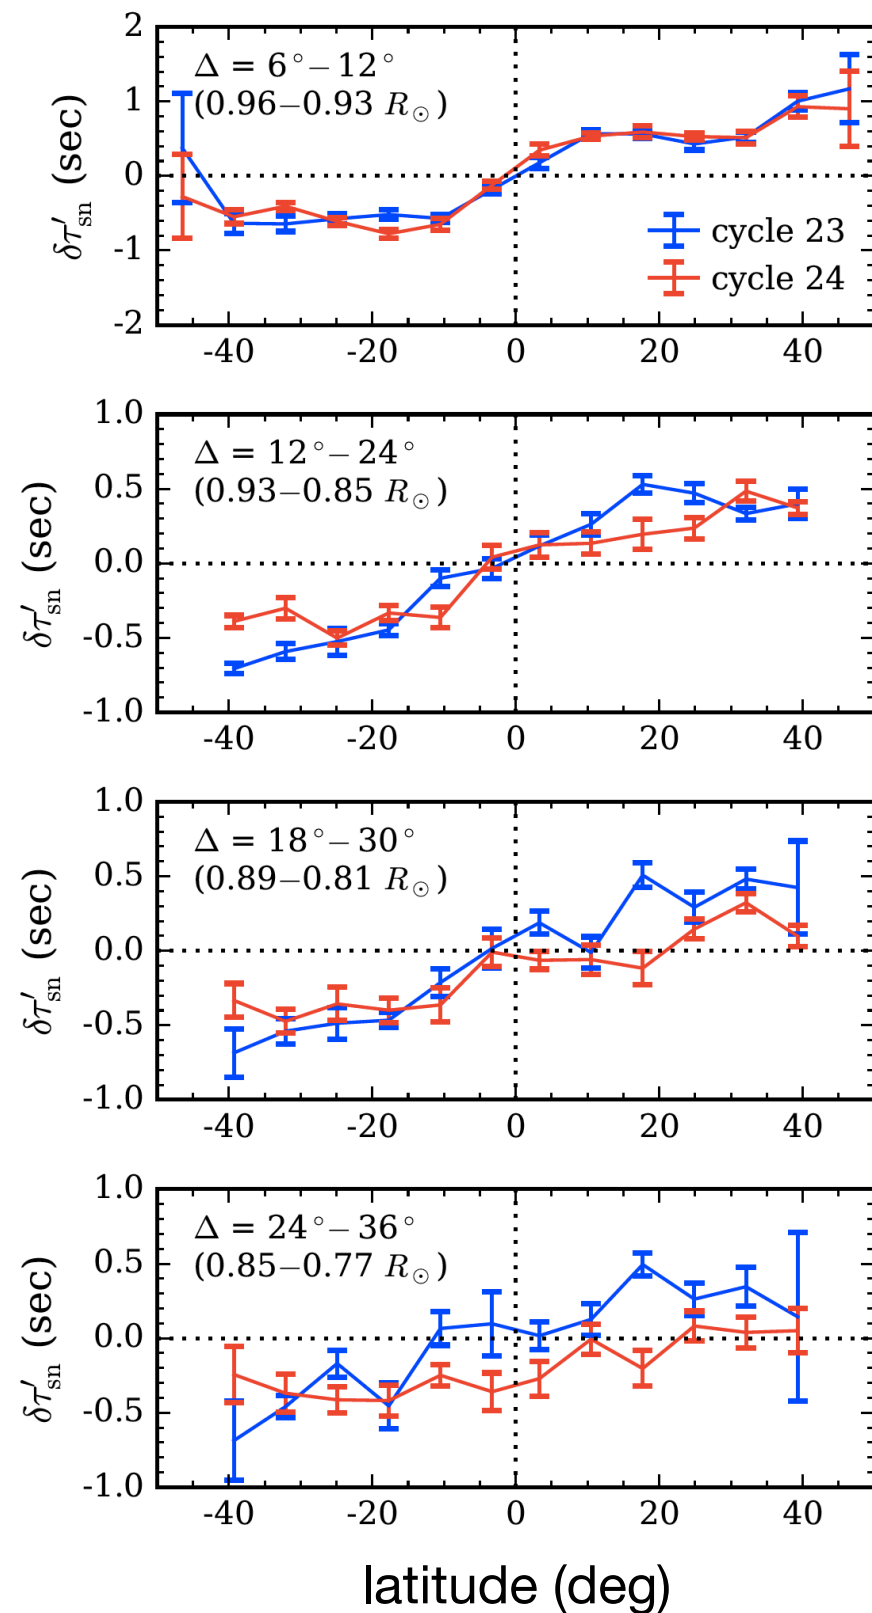 2
Δ = 6°–12°
(0.96–0.93 R⊙)
1
δτ′sn (sec)
0
cycle 23
-1
cycle 24
-2
-40 -20 0 20 40
1.0
Δ = 12°–24°
(0.93–0.85 R⊙)
0.5
δτ′sn (sec)
0.0
-0.5
-1.0
-40 -20 0 20 40
1.0
Δ = 18°–30°
(0.89–0.81 R⊙)
0.5
δτ′sn (sec)
0.0
-0.5
-1.0
-40 -20 0 20 40
1.0
Δ = 24°–36°
(0.85–0.77 R⊙)
0.5
δτ′sn (sec)
0.0
-0.5
-1.0
-40 -20 0 20 40
latitude (deg)